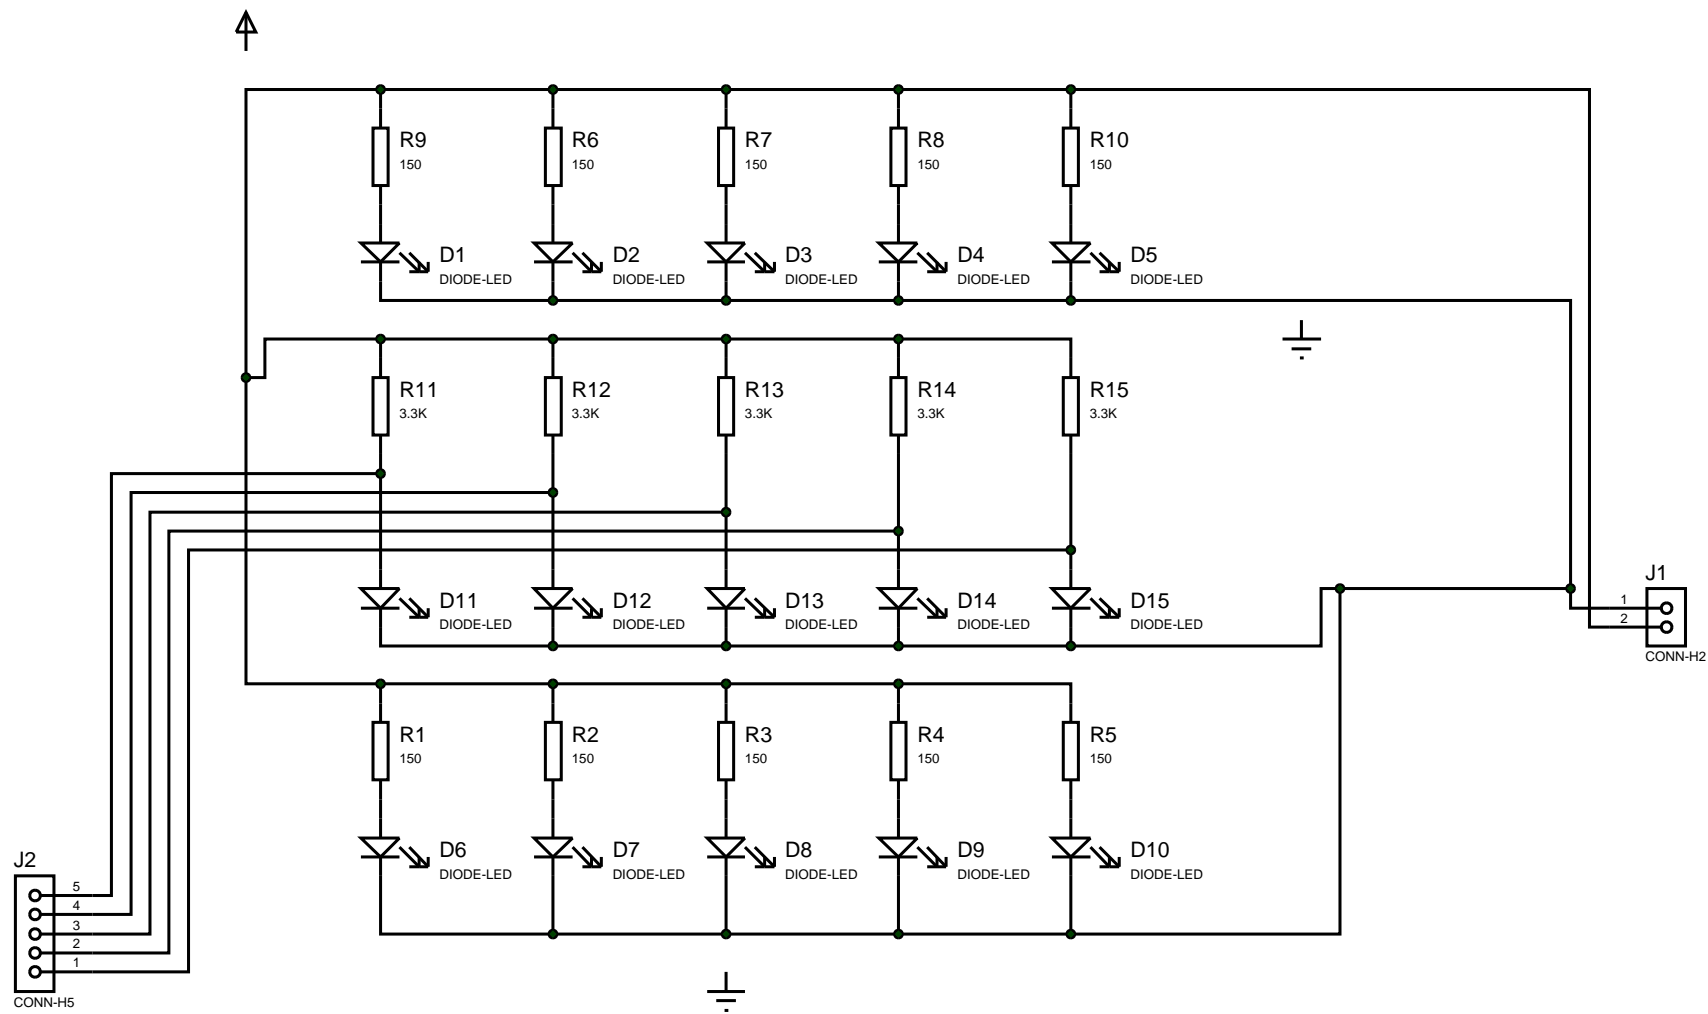 R9 R6 R7 R8 R10
150 150 150 150 150
D1 D2 D3 D4 D5
DIODE-LED DIODE-LED DIODE-LED DIODE-LED DIODE-LED
R11 R12 R13 R14 R15
3.3K 3.3K 3.3K 3.3K 3.3K
D11 D12 D13 D14 D15
DIODE-LED DIODE-LED DIODE-LED DIODE-LED DIODE-LED
J1
1
2
CONN-H2
R1 R2 R3 R4 R5
150 150 150 150 150
D6 D7 D8 D9 D10
DIODE-LED DIODE-LED DIODE-LED DIODE-LED DIODE-LED
J2
5
4
3
2
1
CONN-H5